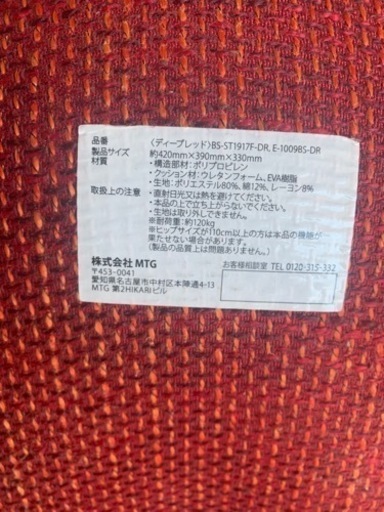 品番 〈ディープレッド〉BS-ST1917F-DR, E-1009BS-DR
製品サイズ 約420mm×390mm×330mm
材質 ・構造部材：ポリプロピレン
・クッション材：ウレタンフォーム, EVA樹脂
・生地：ポリエステル80%、綿12%、レーヨン8%
取扱上の注意 ・直射日光又は熱を避けてください。
・本品の上で立ち上がらないでください。
・生地は取り外しできません。
※耐荷重：約120kg
※ヒップサイズが110cm以上の方は本品の機能が
果たせない場合があります。
(製品の品質上は問題ありません。)
株式会社 MTG お客様相談室 TEL 0120-315-332
〒453-0041
愛知県名古屋市中村区本陣通4-13
MTG 第2HIKARIビル